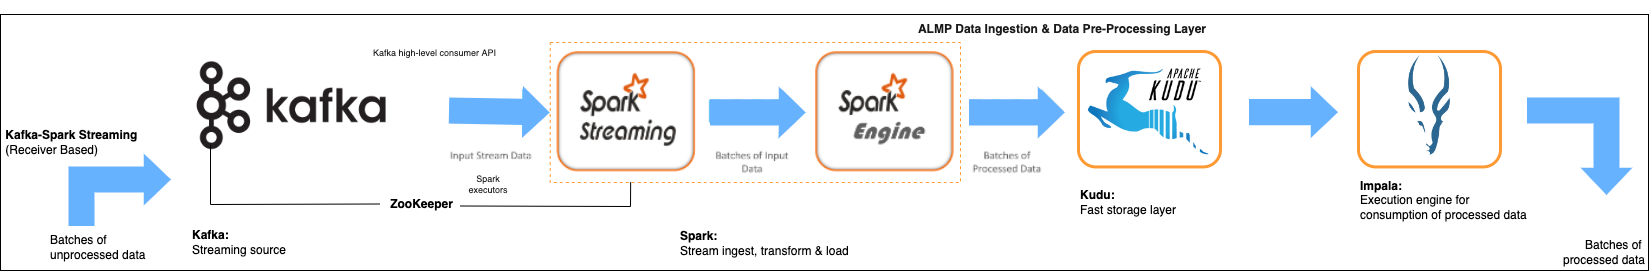 ALMP Data Ingestion & Data Pre-Processing Layer
Kafka high-level consumer API
kafka
Spark
Streaming
Spark
Engine
APACHE
KUDU
Kafka-Spark Streaming
(Receiver Based)
Input Stream Data
Batches of Input
Data
Batches of
Processed Data
Spark
executors
ZooKeeper
Kudu:
Fast storage layer
Impala:
Execution engine for
consumption of processed data
Batches of
unprocessed data
Kafka:
Streaming source
Spark:
Stream ingest, transform & load
Batches of
processed data